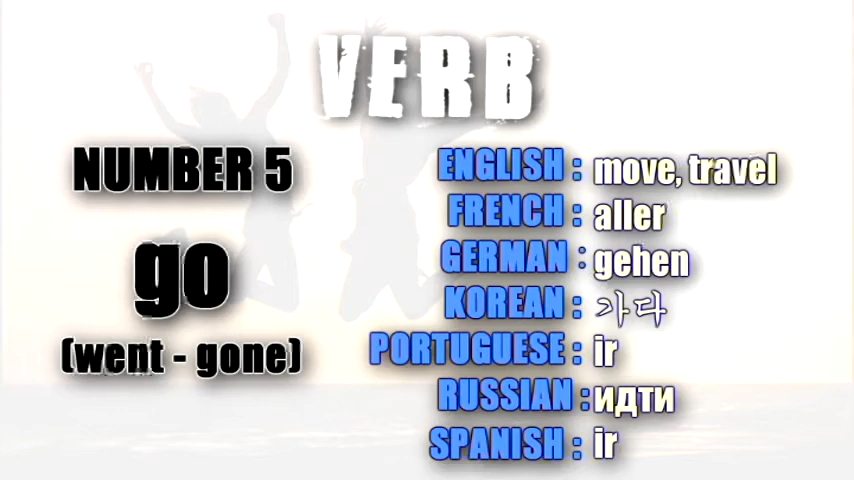 VERB
NUMBER 5
go
(went - gone)
ENGLISH : move, travel
FRENCH : aller
GERMAN : gehen
KOREAN : 가다
PORTUGUESE : ir
RUSSIAN : идти
SPANISH : ir